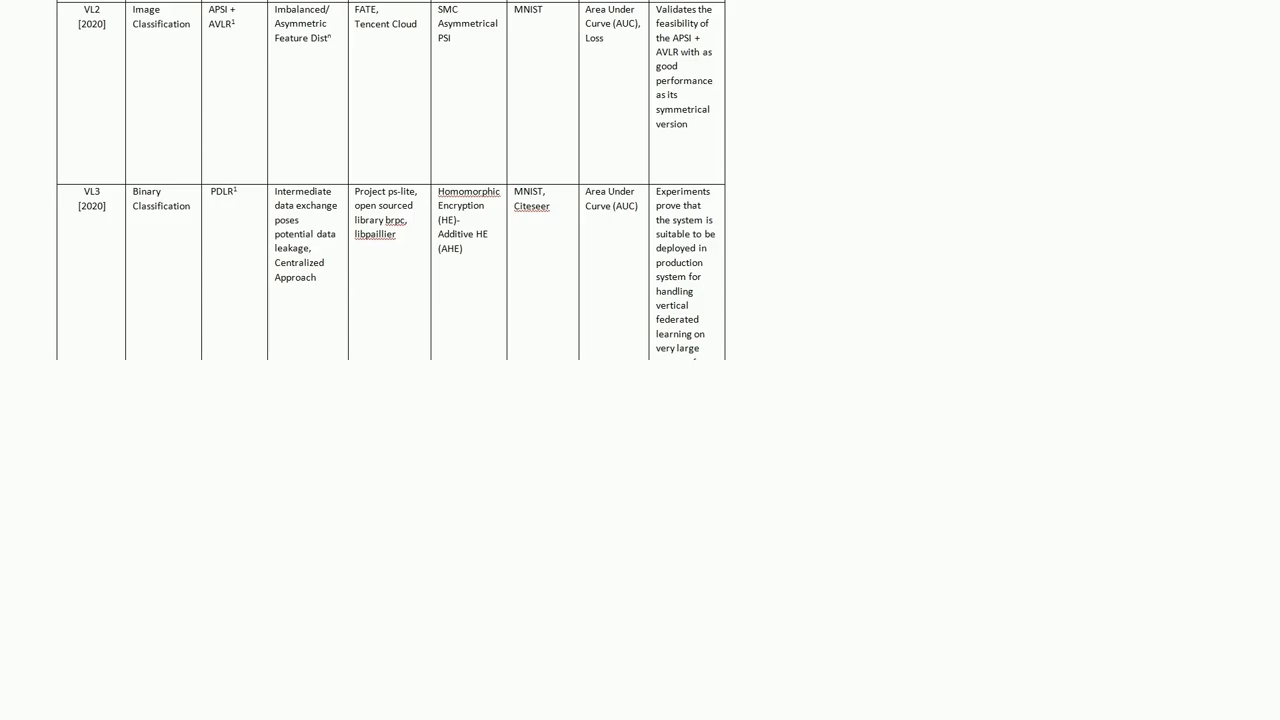 VL2
[2020]
Image
Classification
APSI +
AVLR¹
Imbalanced/
Asymmetric
Feature Distⁿ
FATE,
Tencent Cloud
SMC
Asymmetrical
PSI
MNIST
Area Under
Curve (AUC),
Loss
Validates the
feasibility of
the APSI +
AVLR with as
good
performance
as its
symmetrical
version
VL3
[2020]
Binary
Classification
PDLR¹
Intermediate
data exchange
poses
potential data
leakage,
Centralized
Approach
Project ps-lite,
open sourced
library brpc,
libpaillier
Homomorphic
Encryption
(HE)-
Additive HE
(AHE)
MNIST,
Citeseer
Area Under
Curve (AUC)
Experiments
prove that
the system is
suitable to be
deployed in
production
system for
handling
vertical
federated
learning on
very large